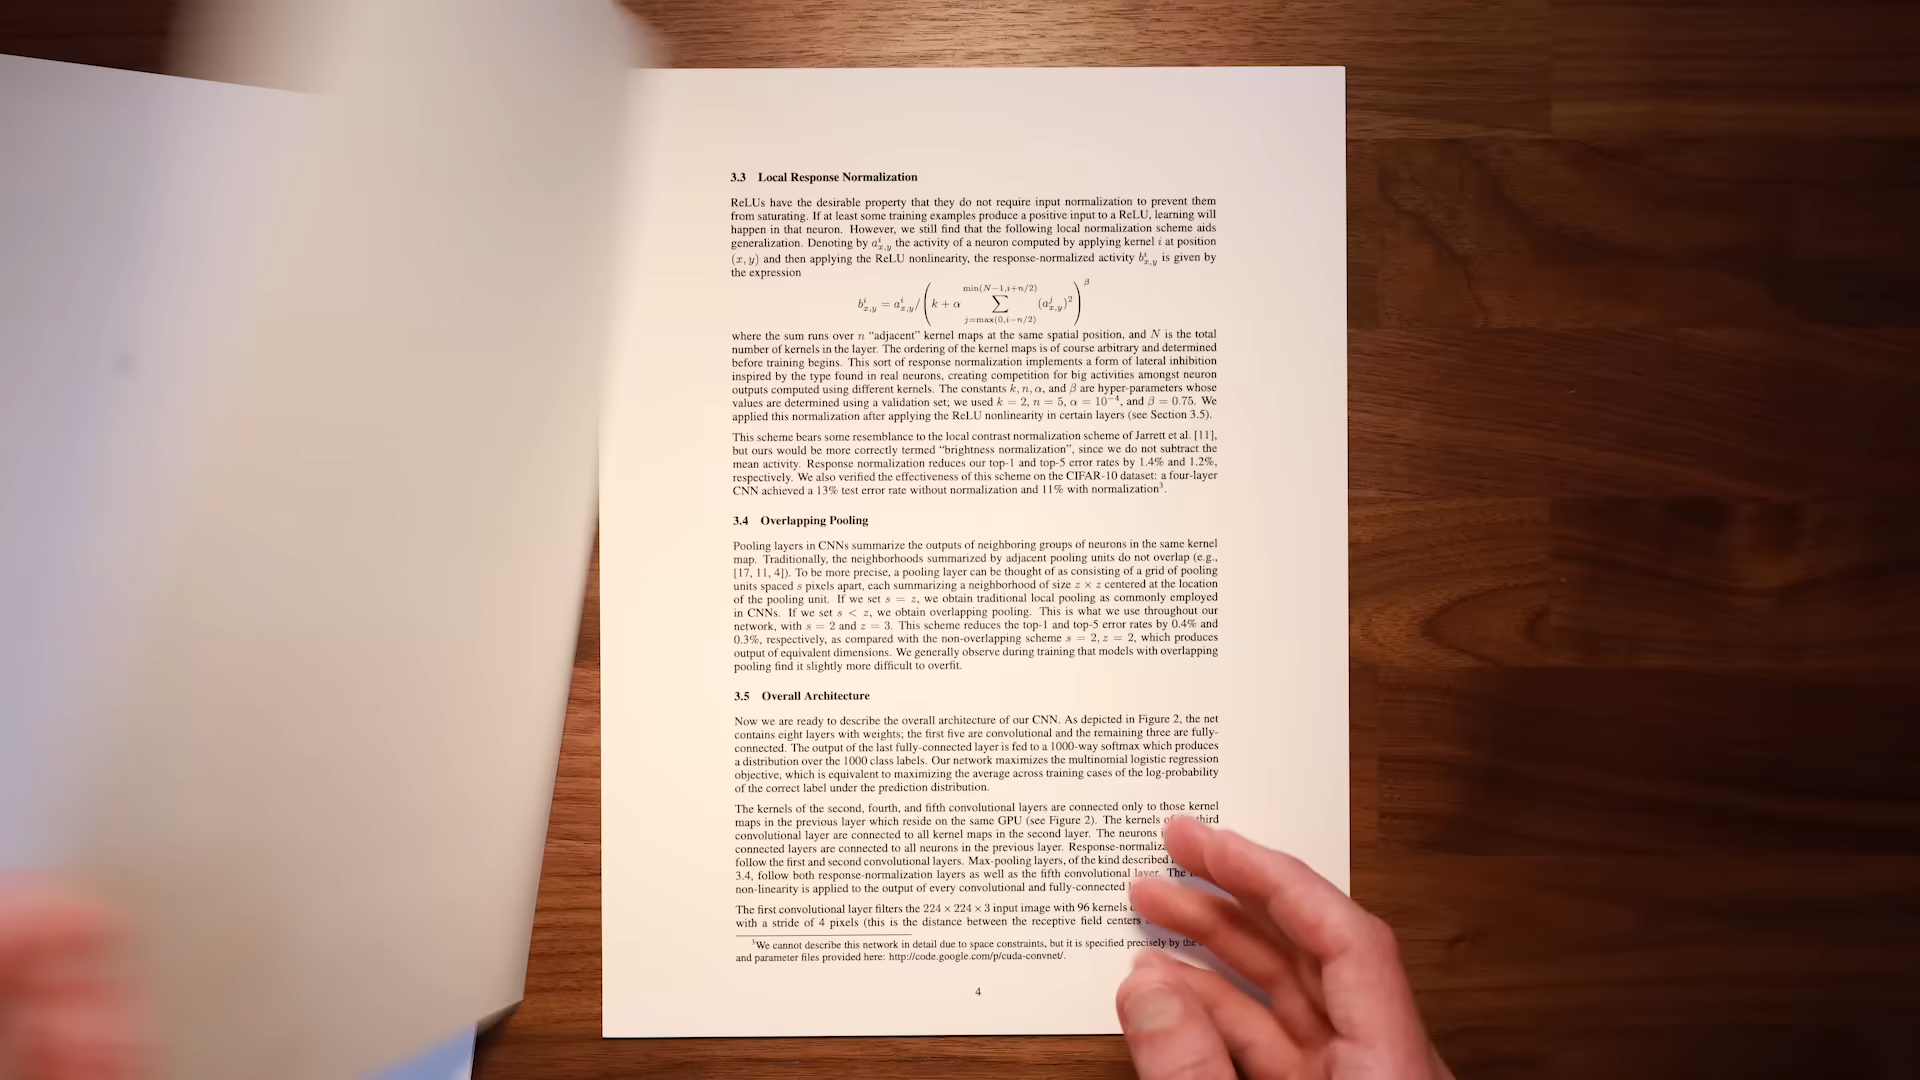 3.3 Local Response Normalization
ReLUs have the desirable property that they do not require input normalization to prevent them
from saturating. If at least some training examples produce a positive input to a ReLU, learning will
happen in that neuron. However, we still find that the following local normalization scheme aids
generalization. Denoting by a^i_{x,y} the activity of a neuron computed by applying kernel i at position
(x, y) and then applying the ReLU nonlinearity, the response-normalized activity b^i_{x,y} is given by
the expression
b^i_{x,y} = a^i_{x,y} / ( k + α ∑_{j=max(0,i−n/2)}^{min(N−1,i+n/2)} (a^j_{x,y})^2 )^β
where the sum runs over n “adjacent” kernel maps at the same spatial position, and N is the total
number of kernels in the layer. The ordering of the kernel maps is of course arbitrary and determined
before training begins. This sort of response normalization implements a form of lateral inhibition
inspired by the type found in real neurons, creating competition for big activities amongst neuron
outputs computed using different kernels. The constants k, n, α, and β are hyper-parameters whose
values are determined using a validation set; we used k = 2, n = 5, α = 10^{−4}, and β = 0.75. We
applied this normalization after applying the ReLU nonlinearity in certain layers (see Section 3.5).
This scheme bears some resemblance to the local contrast normalization scheme of Jarrett et al. [11],
but ours would be more correctly termed “brightness normalization”, since we do not subtract the
mean activity. Response normalization reduces our top-1 and top-5 error rates by 1.4% and 1.2%,
respectively. We also verified the effectiveness of this scheme on the CIFAR-10 dataset: a four-layer
CNN achieved a 13% test error rate without normalization and 11% with normalization³.
3.4 Overlapping Pooling
Pooling layers in CNNs summarize the outputs of neighboring groups of neurons in the same kernel
map. Traditionally, the neighborhoods summarized by adjacent pooling units do not overlap (e.g.,
[17, 11, 4]). To be more precise, a pooling layer can be thought of as consisting of a grid of pooling
units spaced s pixels apart, each summarizing a neighborhood of size z × z centered at the location
of the pooling unit. If we set s = z, we obtain traditional local pooling as commonly employed
in CNNs. If we set s < z, we obtain overlapping pooling. This is what we use throughout our
network, with s = 2 and z = 3. This scheme reduces the top-1 and top-5 error rates by 0.4% and
0.3%, respectively, as compared with the non-overlapping scheme s = 2, z = 2, which produces
output of equivalent dimensions. We generally observe during training that models with overlapping
pooling find it slightly more difficult to overfit.
3.5 Overall Architecture
Now we are ready to describe the overall architecture of our CNN. As depicted in Figure 2, the net
contains eight layers with weights; the first five are convolutional and the remaining three are fully-
connected. The output of the last fully-connected layer is fed to a 1000-way softmax which produces
a distribution over the 1000 class labels. Our network maximizes the multinomial logistic regression
objective, which is equivalent to maximizing the average across training cases of the log-probability
of the correct label under the prediction distribution.
The kernels of the second, fourth, and fifth convolutional layers are connected only to those kernel
maps in the previous layer which reside on the same GPU (see Figure 2). The kernels third
convolutional layer are connected to all kernel maps in the second layer. The neurons
connected layers are connected to all neurons in the previous layer.
follow the first and second convolutional layers. Max-pooling layers, of the kind described
3.4, follow both response-normalization layers as well as the fifth convolutional layer. The
non-linearity is applied to the output of every convolutional and fully-connected
The first convolutional layer filters the 224 × 224 × 3 input image with 96 kernels
with a stride of 4 pixels (this is the distance between the receptive field centers
³We cannot describe this network in detail due to space constraints, but it is specified precisely by the
and parameter files provided here: http://code.google.com/p/cuda-convnet/.
4